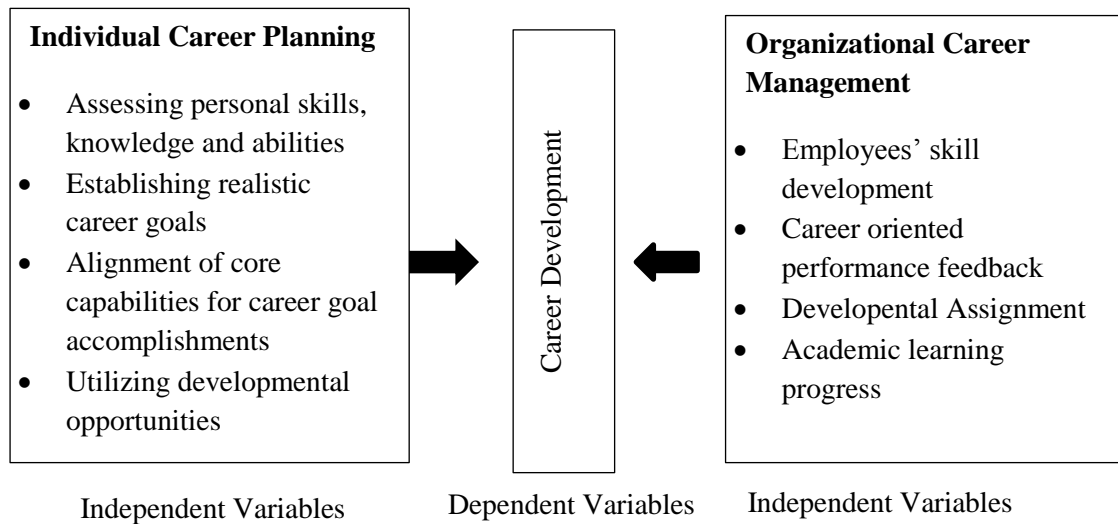 Individual Career Planning
• Assessing personal skills,
knowledge and abilities
• Establishing realistic
career goals
• Alignment of core
capabilities for career goal
accomplishments
• Utilizing developmental
opportunities
Career Development
Organizational Career
Management
• Employees’ skill
development
• Career oriented
performance feedback
• Developental Assignment
• Academic learning
progress
Independent Variables
Dependent Variables
Independent Variables